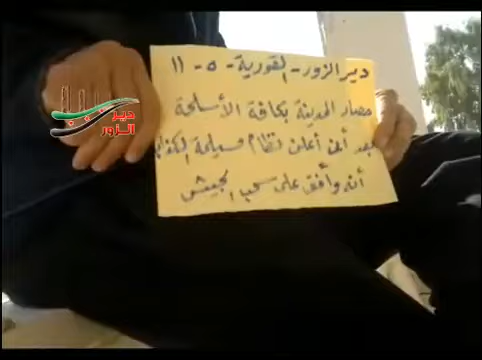 دير الزور - القورية - ٥ - ١١
حصار المدينة بكافة الأسلحة
بعد أن أعلن نظام مسيلمة الكذاب
أنه وافق على سحب الجيش
دير
الزور